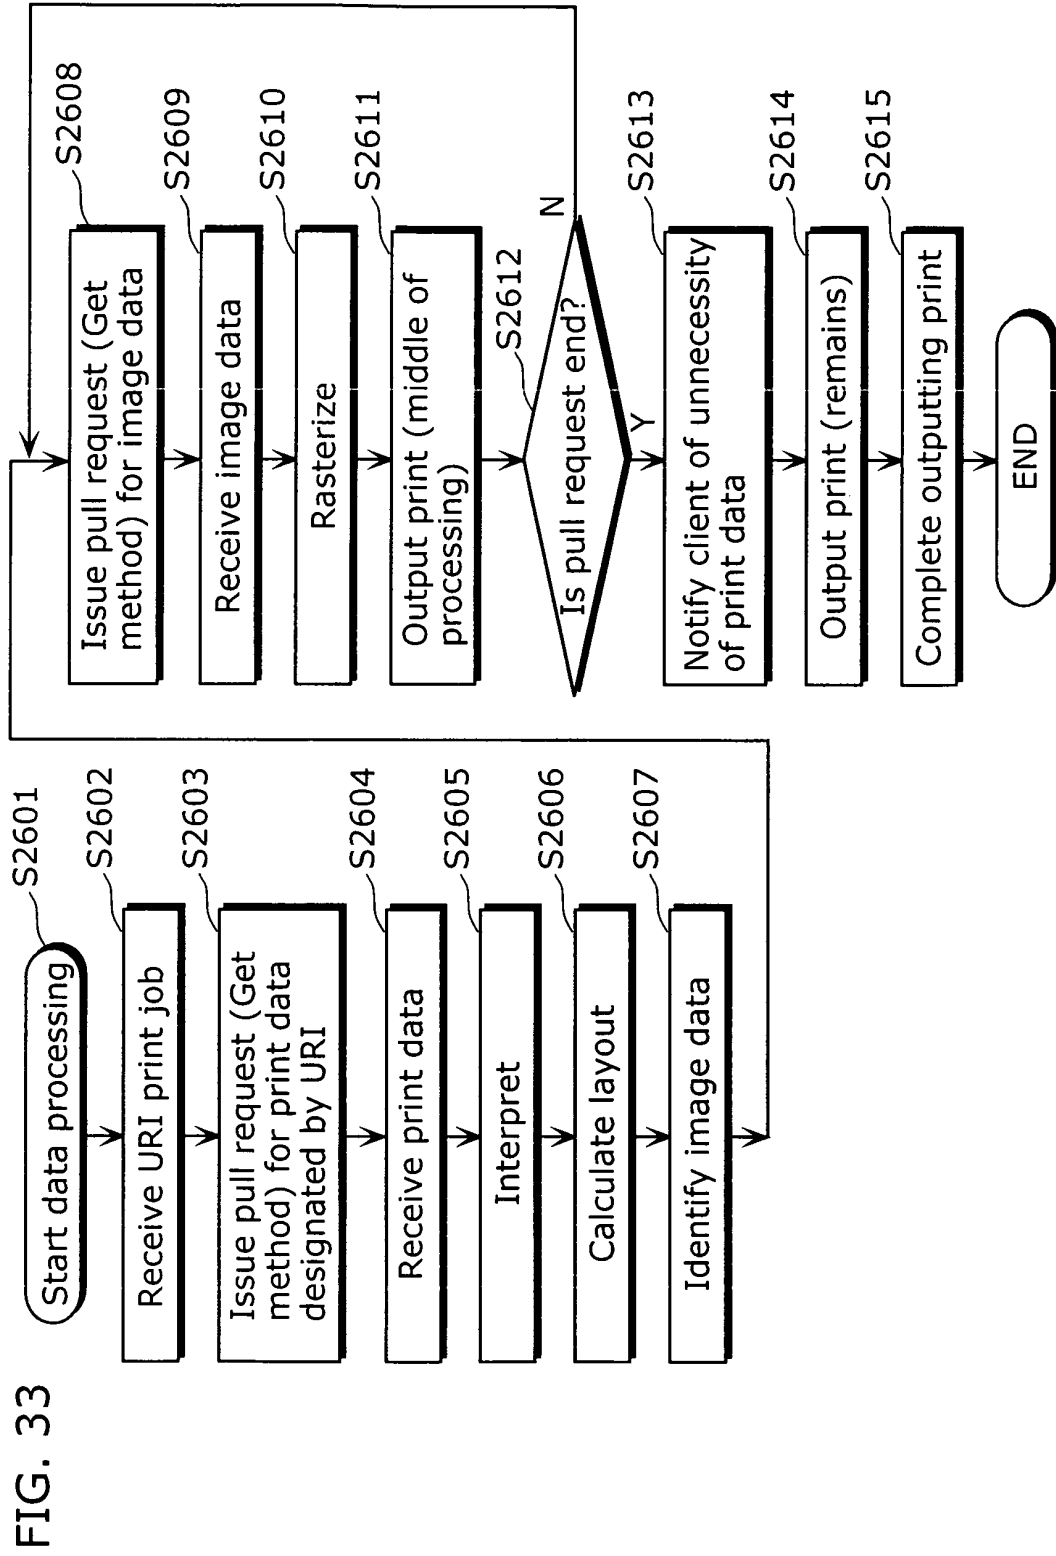 FIG. 33
Start data processing
S2601
Receive URI print job
S2602
Issue pull request (Get
method) for print data
designated by URI
S2603
Receive print data
S2604
Interpret
S2605
Calculate layout
S2606
Identify image data
S2607
Issue pull request (Get
method) for image data
S2608
Receive image data
S2609
Rasterize
S2610
Output print (middle of
processing)
S2611
Is pull request end?
S2612
N
Y
Notify client of unnecessity
of print data
S2613
Output print (remains)
S2614
Complete outputting print
S2615
END